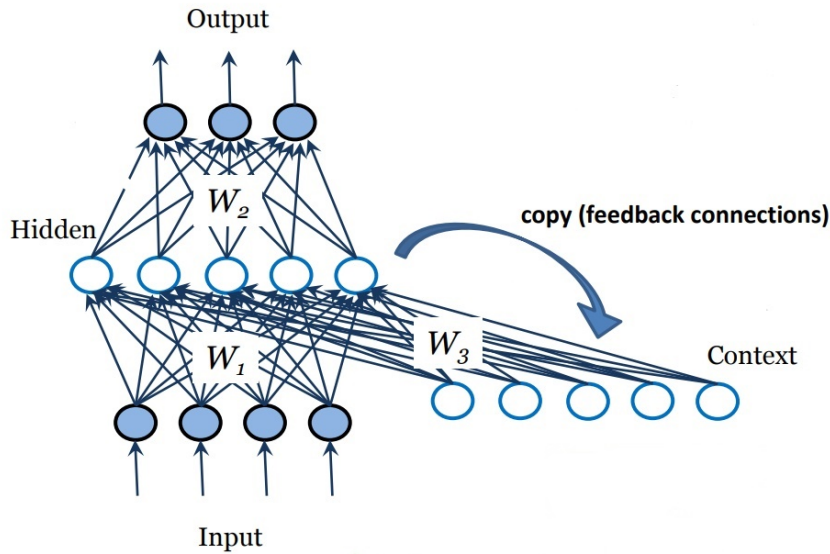 Output
W2
copy (feedback connections)
Hidden
W1
W3
Context
Input